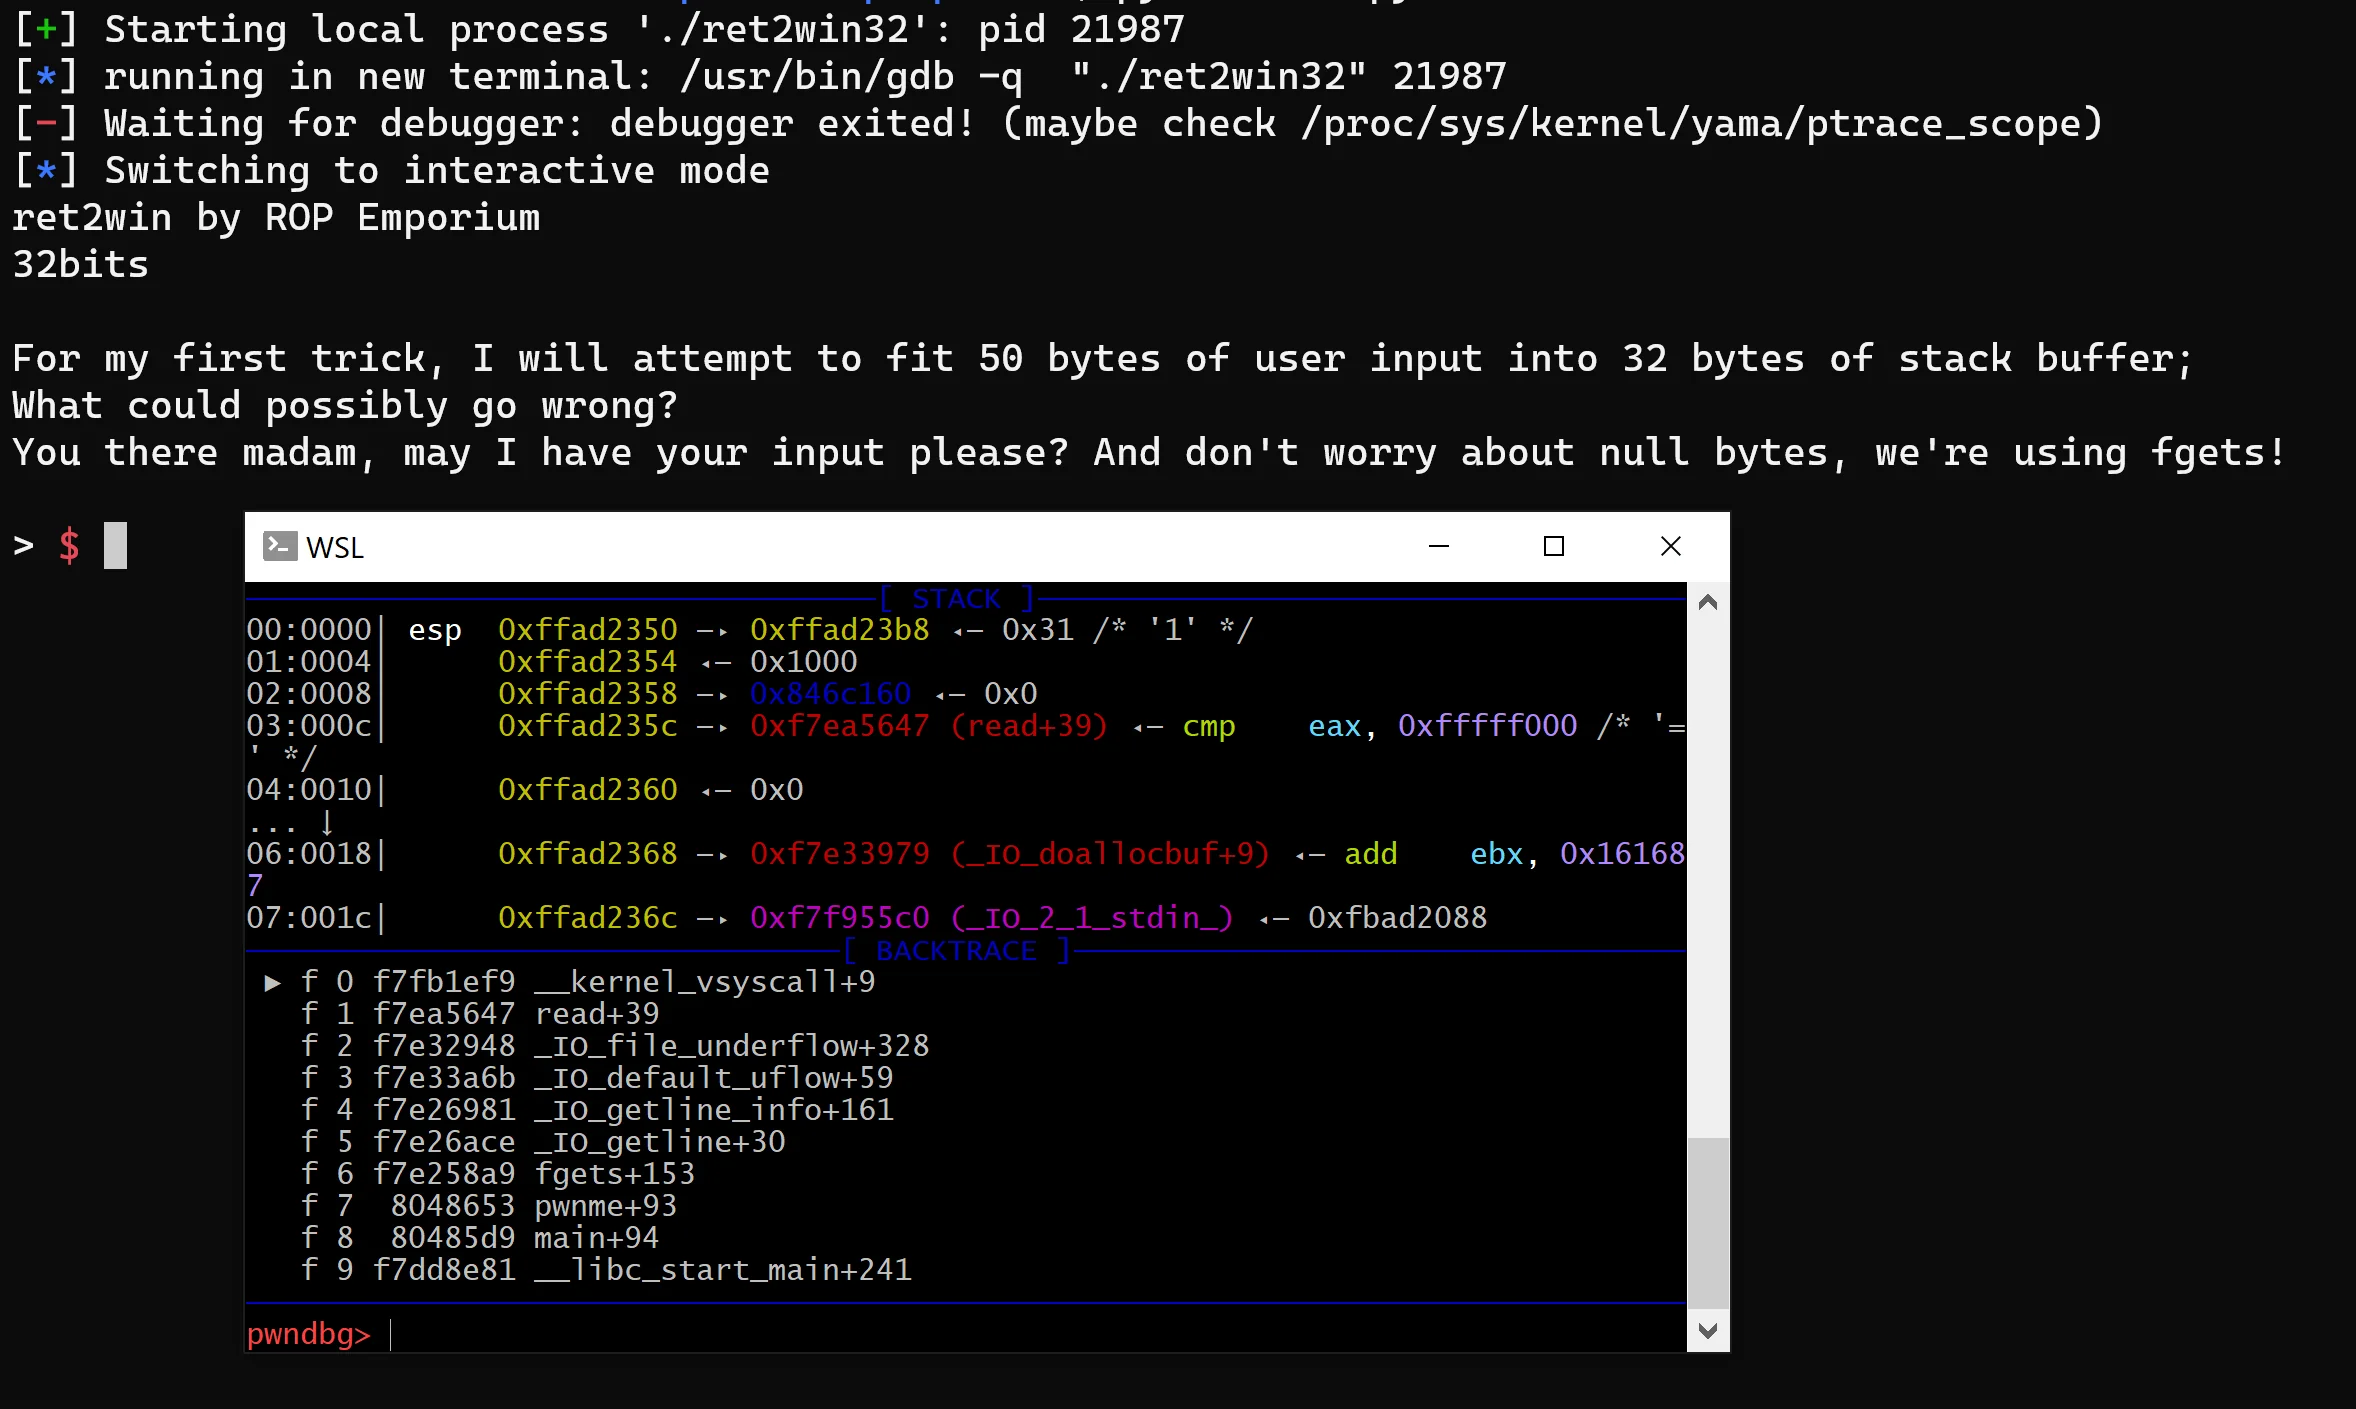 [+] Starting local process './ret2win32': pid 21987
[*] running in new terminal: /usr/bin/gdb -q  "./ret2win32" 21987
[-] Waiting for debugger: debugger exited! (maybe check /proc/sys/kernel/yama/ptrace_scope)
[*] Switching to interactive mode
ret2win by ROP Emporium
32bits
For my first trick, I will attempt to fit 50 bytes of user input into 32 bytes of stack buffer;
What could possibly go wrong?
You there madam, may I have your input please? And don't worry about null bytes, we're using fgets!
> $
WSL
[ STACK ]
00:0000│ esp  0xffad2350 —▸ 0xffad23b8 ◂— 0x31 /* '1' */
01:0004│      0xffad2354 ◂— 0x1000
02:0008│      0xffad2358 —▸ 0x846c160 ◂— 0x0
03:000c│      0xffad235c —▸ 0xf7ea5647 (read+39) ◂— cmp    eax, 0xfffff000 /* '=
' */
04:0010│      0xffad2360 ◂— 0x0
... ↓
06:0018│      0xffad2368 —▸ 0xf7e33979 (_IO_doallocbuf+9) ◂— add    ebx, 0x16168
7
07:001c│      0xffad236c —▸ 0xf7f955c0 (_IO_2_1_stdin_) ◂— 0xfbad2088
[ BACKTRACE ]
► f 0 f7fb1ef9 __kernel_vsyscall+9
f 1 f7ea5647 read+39
f 2 f7e32948 _IO_file_underflow+328
f 3 f7e33a6b _IO_default_uflow+59
f 4 f7e26981 _IO_getline_info+161
f 5 f7e26ace _IO_getline+30
f 6 f7e258a9 fgets+153
f 7  8048653 pwnme+93
f 8  80485d9 main+94
f 9 f7dd8e81 __libc_start_main+241
pwndbg>